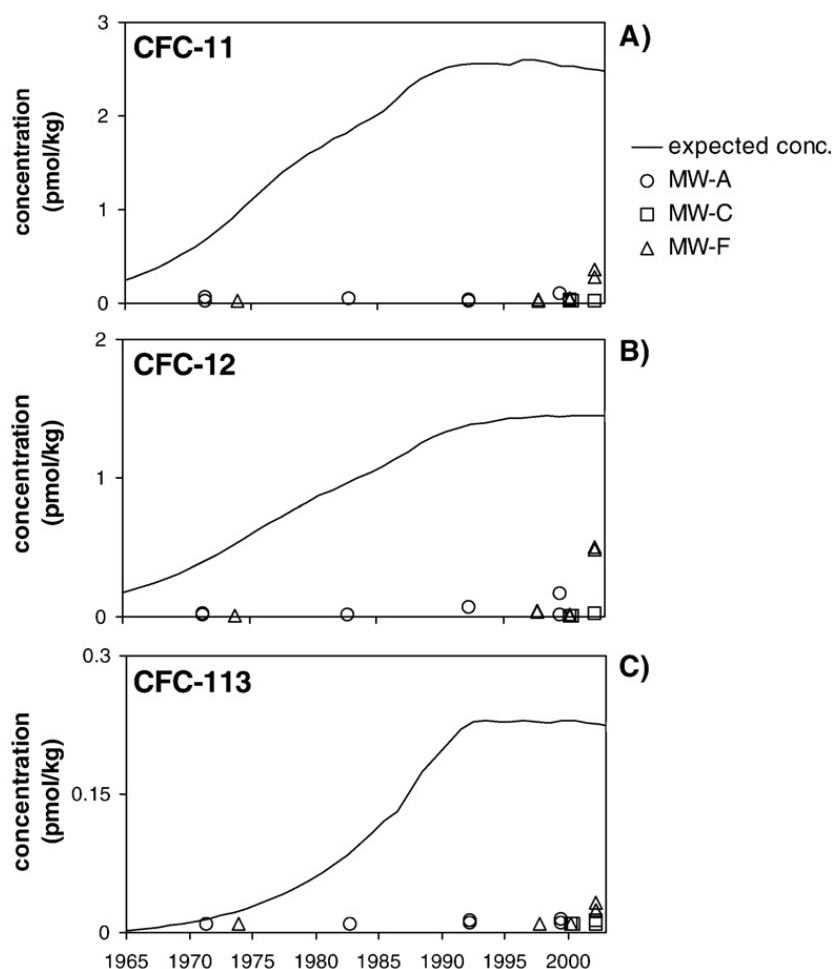 CFC-11
A)
3
2
1
0
concentration
(pmol/kg)
expected conc.
MW-A
MW-C
MW-F
CFC-12
B)
2
1
0
concentration
(pmol/kg)
CFC-113
C)
0.3
0.15
0
concentration
(pmol/kg)
1965 1970 1975 1980 1985 1990 1995 2000